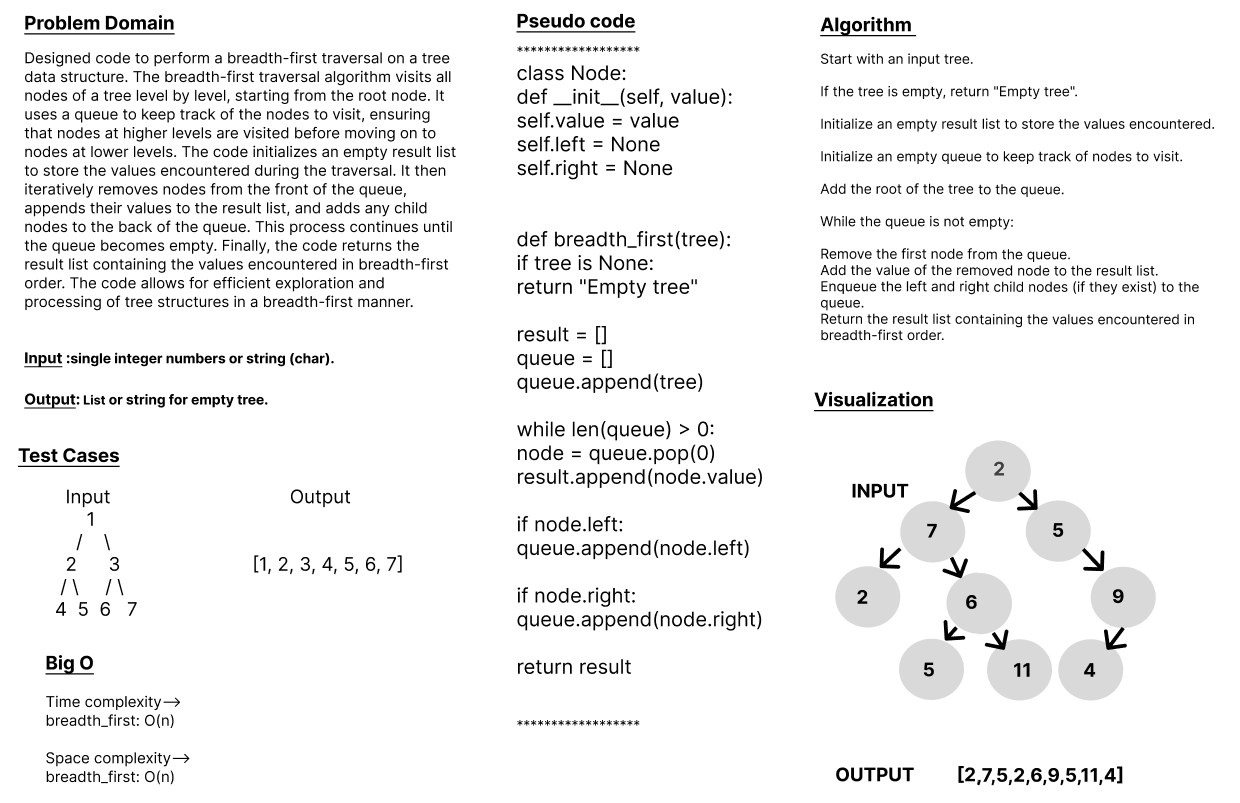 Problem Domain
Designed code to perform a breadth-first traversal on a tree
data structure. The breadth-first traversal algorithm visits all
nodes of a tree level by level, starting from the root node. It
uses a queue to keep track of the nodes to visit, ensuring
that nodes at higher levels are visited before moving on to
nodes at lower levels. The code initializes an empty result list
to store the values encountered during the traversal. It then
iteratively removes nodes from the front of the queue,
appends their values to the result list, and adds any child
nodes to the back of the queue. This process continues until
the queue becomes empty. Finally, the code returns the
result list containing the values encountered in breadth-first
order. The code allows for efficient exploration and
processing of tree structures in a breadth-first manner.
Input :single integer numbers or string (char).
Output: List or string for empty tree.
Test Cases
Input Output
1
/ \
2 3
/ \ / \
4 5 6 7
[1, 2, 3, 4, 5, 6, 7]
Big O
Time complexity-->
breadth_first: O(n)
Space complexity-->
breadth_first: O(n)
Pseudo code
******************
class Node:
def __init__(self, value):
self.value = value
self.left = None
self.right = None
def breadth_first(tree):
if tree is None:
return "Empty tree"
result = []
queue = []
queue.append(tree)
while len(queue) > 0:
node = queue.pop(0)
result.append(node.value)
if node.left:
queue.append(node.left)
if node.right:
queue.append(node.right)
return result
******************
Algorithm
Start with an input tree.
If the tree is empty, return "Empty tree".
Initialize an empty result list to store the values encountered.
Initialize an empty queue to keep track of nodes to visit.
Add the root of the tree to the queue.
While the queue is not empty:
Remove the first node from the queue.
Add the value of the removed node to the result list.
Enqueue the left and right child nodes (if they exist) to the
queue.
Return the result list containing the values encountered in
breadth-first order.
Visualization
INPUT
2
7 5
2 6 9
5 11 4
OUTPUT [2,7,5,2,6,9,5,11,4]